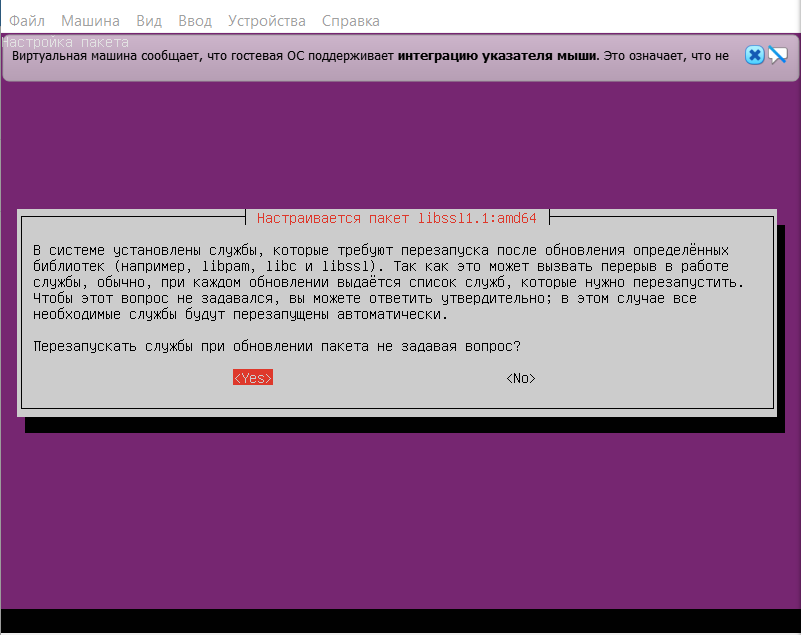 Файл Машина Вид Ввод Устройства Справка
Настройка пакета
Виртуальная машина сообщает, что гостевая ОС поддерживает интеграцию указателя мыши. Это означает, что не
Настраивается пакет libssl1.1:amd64
В системе установлены службы, которые требуют перезапуска после обновления определённых
библиотек (например, libpam, libc и libssl). Так как это может вызвать перерыв в работе
службы, обычно, при каждом обновлении выдаётся список служб, которые нужно перезапустить.
Чтобы этот вопрос не задавался, вы можете ответить утвердительно; в этом случае все
необходимые службы будут перезапущены автоматически.
Перезапускать службы при обновлении пакета не задавая вопрос?
<Yes> <No>